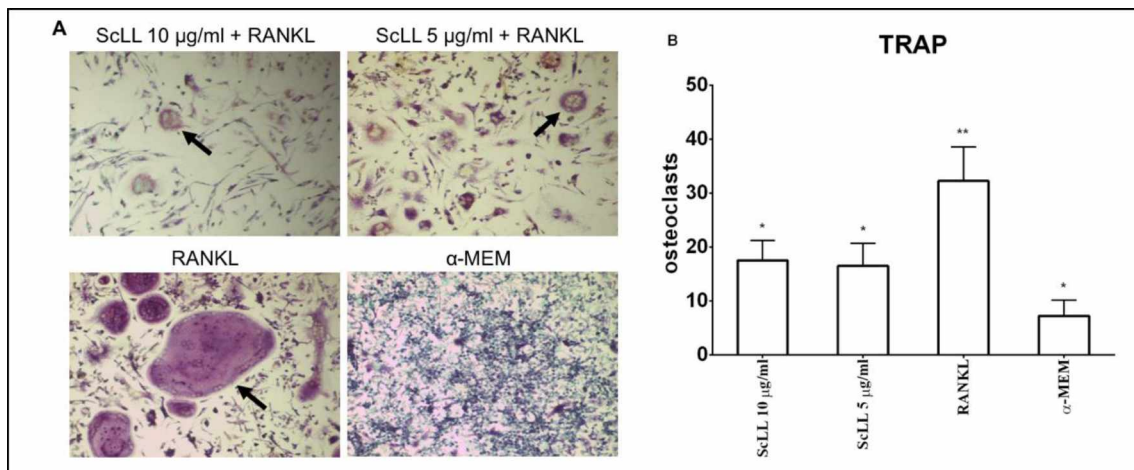 A
ScLL 10 µg/ml + RANKL
ScLL 5 µg/ml + RANKL
RANKL
α-MEM
B
TRAP
osteoclasts
50
40
30
20
10
0
*
*
**
*
ScLL 10 µg/ml
ScLL 5 µg/ml
RANKL
α-MEM